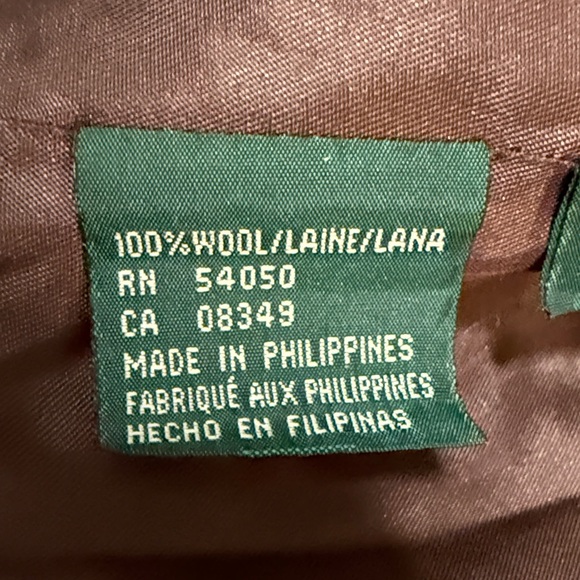 100% WOOL/LAINE/LANA
RN 54050
CA 08349
MADE IN PHILIPPINES
FABRIQUÉ AUX PHILIPPINES
HECHO EN FILIPINAS